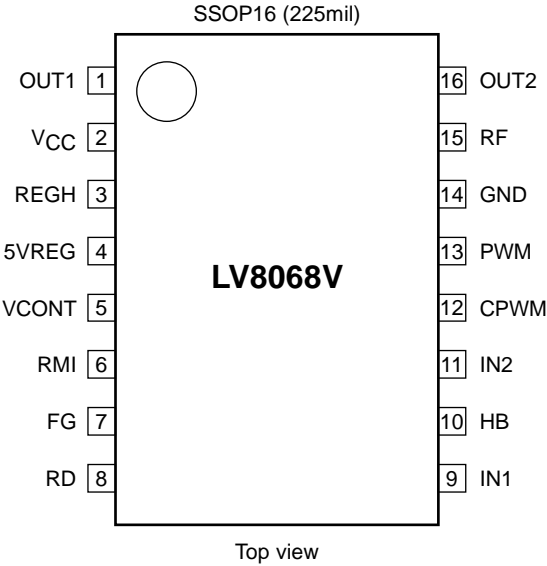 SSOP16 (225mil)
OUT1 1
16 OUT2
VCC 2
15 RF
REGH 3
14 GND
5VREG 4
13 PWM
LV8068V
VCONT 5
12 CPWM
RMI 6
11 IN2
FG 7
10 HB
RD 8
9 IN1
Top view